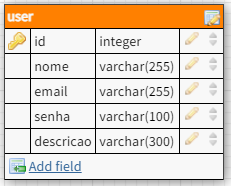 user
id integer
nome varchar(255)
email varchar(255)
senha varchar(100)
descricao varchar(300)
Add field